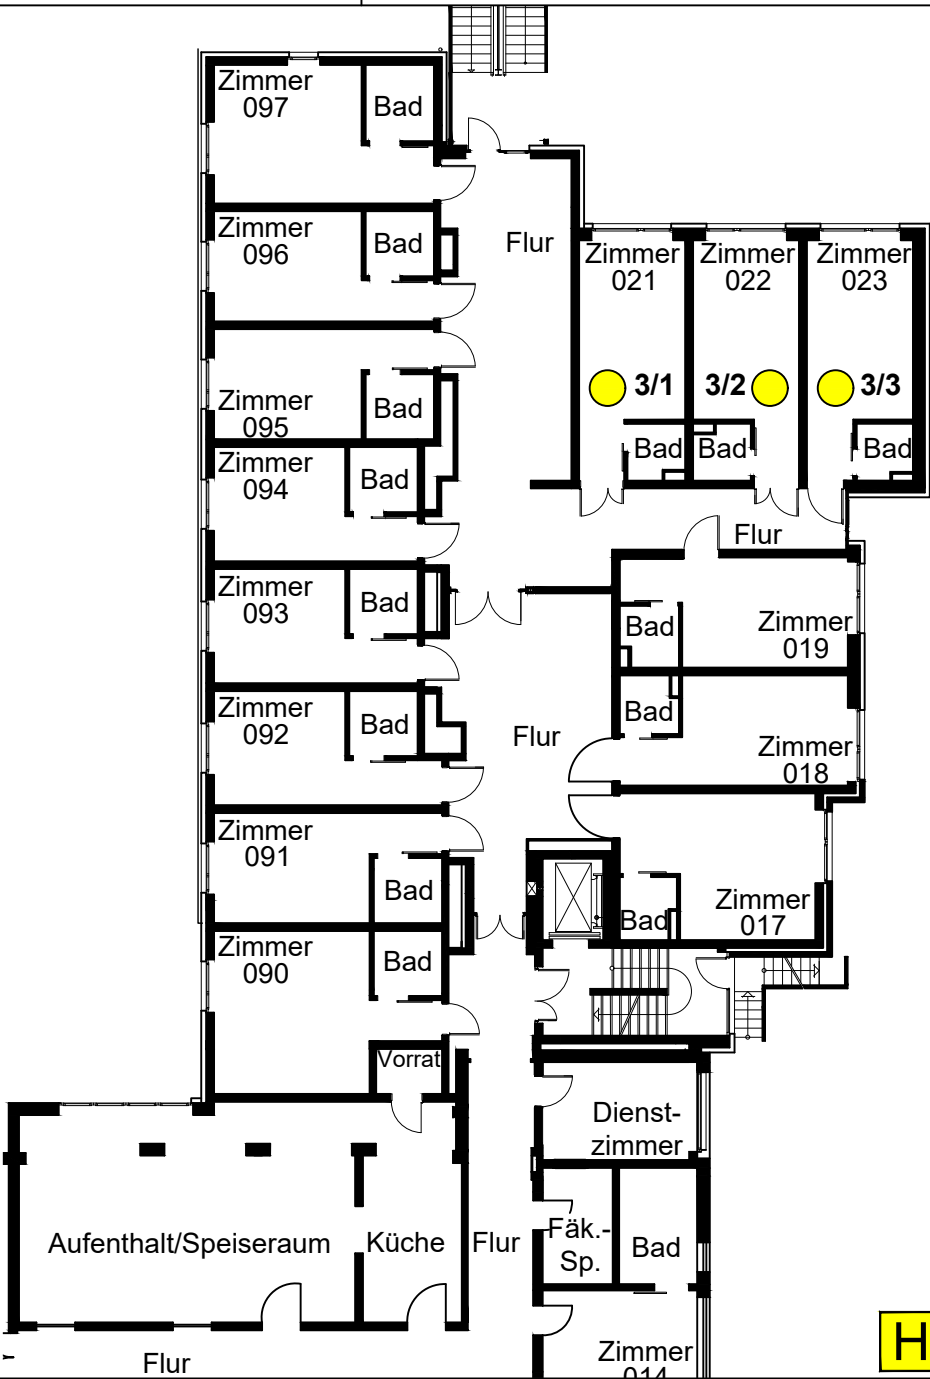 Zimmer
097
Bad
Zimmer
096
Bad
Flur
Zimmer
021
Zimmer
022
Zimmer
023
3/1
3/2
3/3
Zimmer
095
Bad
Bad
Bad
Bad
Zimmer
094
Bad
Flur
Zimmer
093
Bad
Bad
Zimmer
019
Zimmer
092
Bad
Bad
Flur
Zimmer
018
Zimmer
091
Bad
Bad
Zimmer
017
Zimmer
090
Bad
Vorrat
Dienst-
zimmer
Aufenthalt/Speiseraum
Küche
Flur
Fäk.-
Sp.
Bad
Zimmer
014
Flur
H